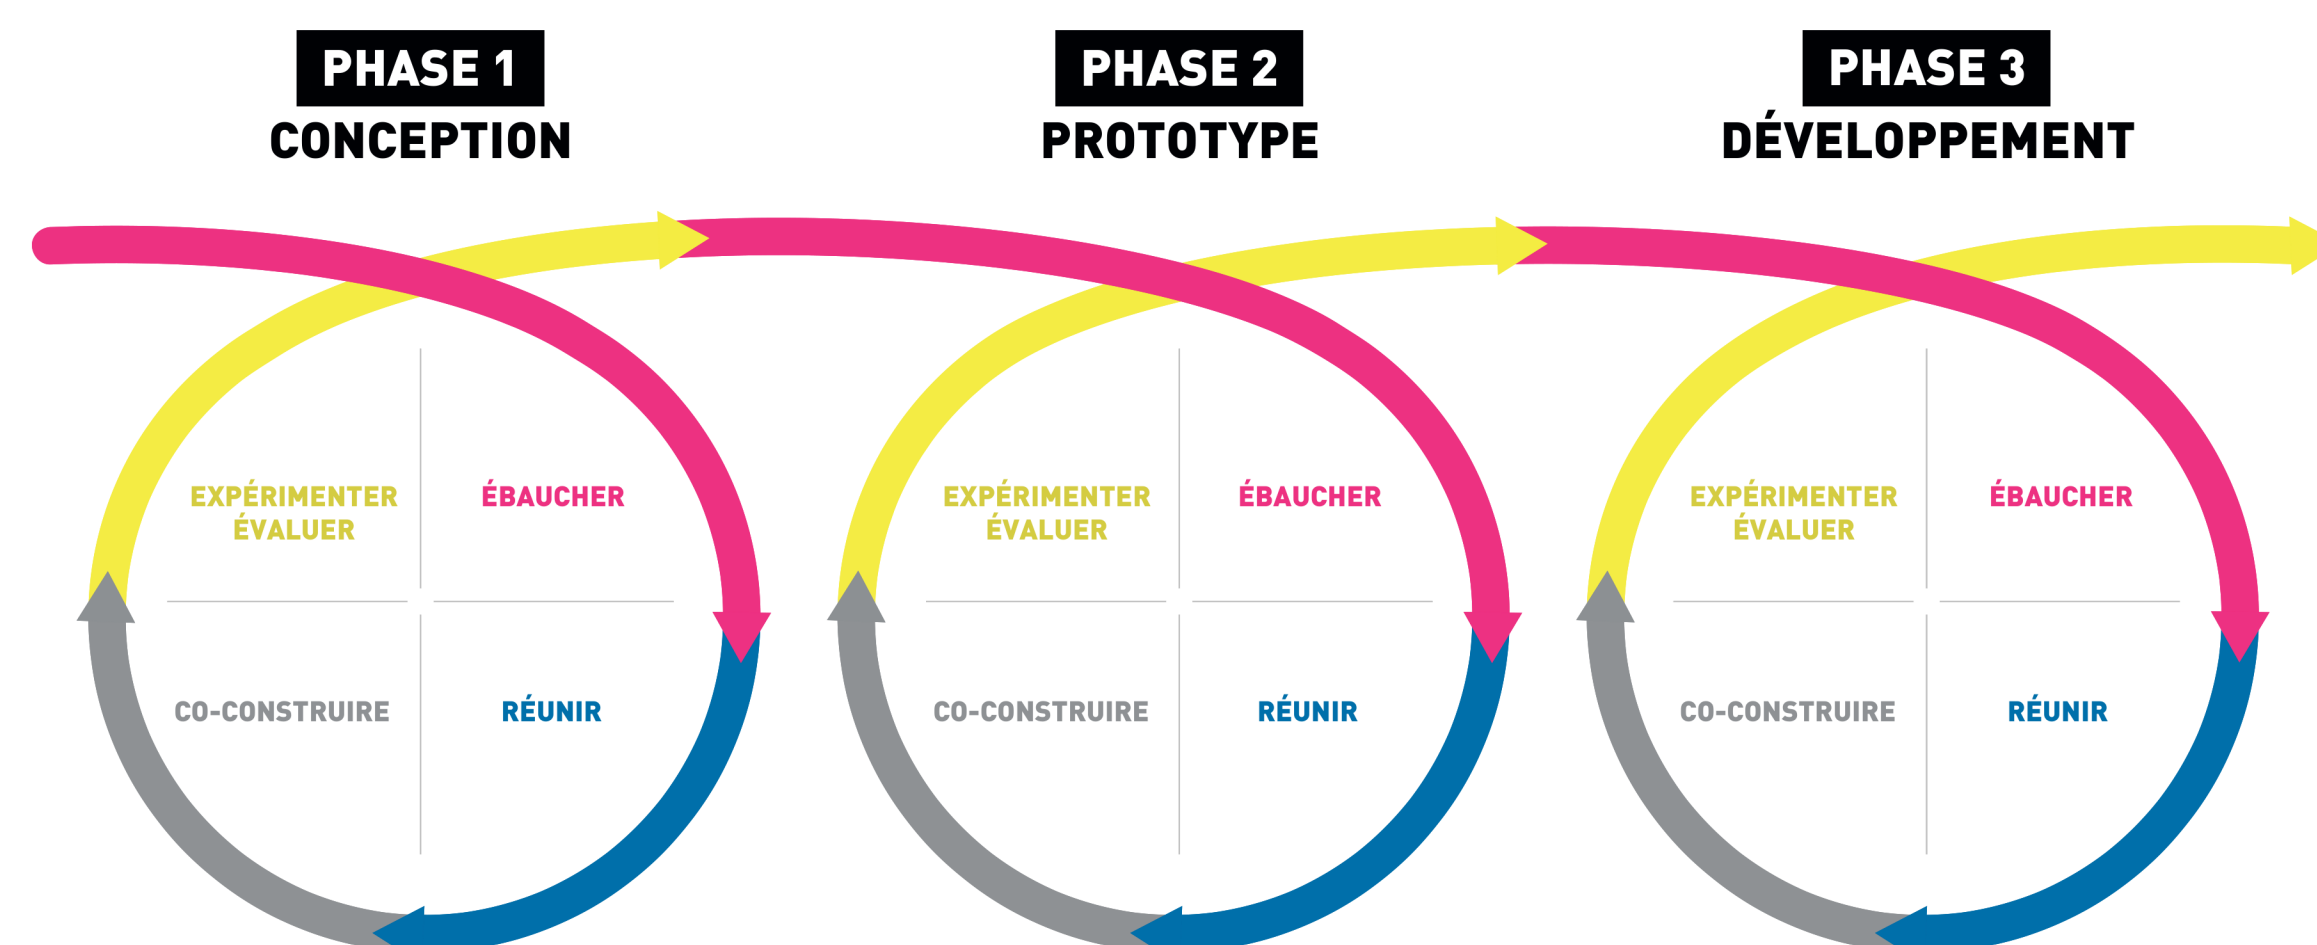 PHASE 1
CONCEPTION
PHASE 2
PROTOTYPE
PHASE 3
DÉVELOPPEMENT
EXPÉRIMENTER
ÉVALUER
ÉBAUCHER
CO-CONSTRUIRE
RÉUNIR
EXPÉRIMENTER
ÉVALUER
ÉBAUCHER
CO-CONSTRUIRE
RÉUNIR
EXPÉRIMENTER
ÉVALUER
ÉBAUCHER
CO-CONSTRUIRE
RÉUNIR